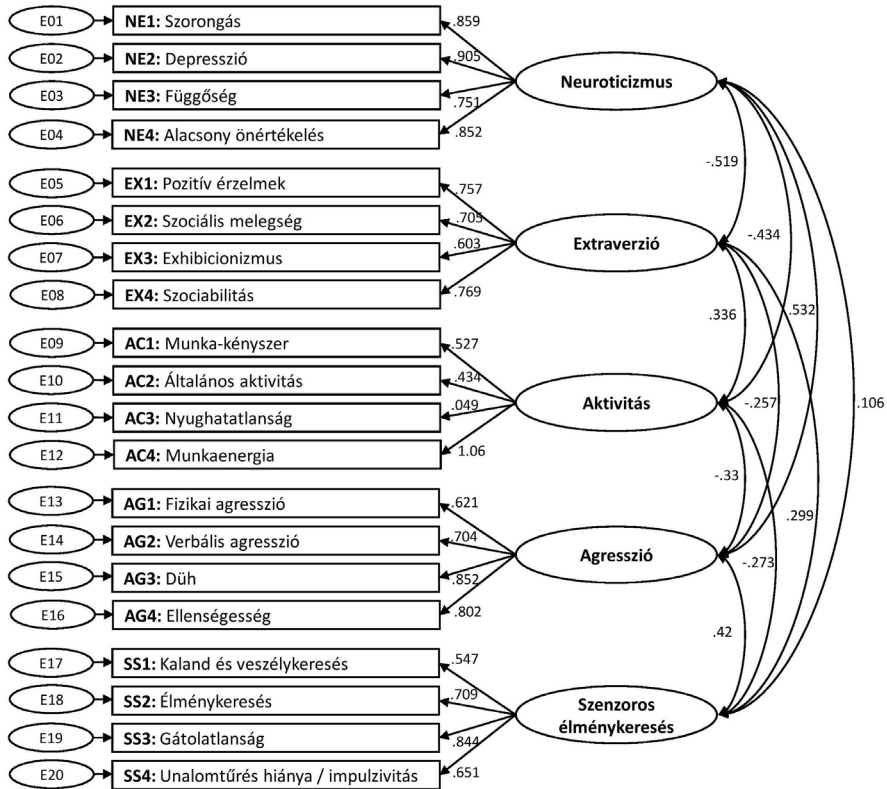 E01 NE1: Szorongás .859
E02 NE2: Depresszió .905
E03 NE3: Függőség .751
E04 NE4: Alacsony önértékelés .852
Neuroticizmus
E05 EX1: Pozitív érzelmek .757
E06 EX2: Szociális melegség .705
E07 EX3: Exhibicionizmus .603
E08 EX4: Szociabilitás .769
Extraverzió
E09 AC1: Munka-kényszer .527
E10 AC2: Általános aktivitás .434
E11 AC3: Nyughatatlanság .049
E12 AC4: Munkaenergia 1.06
Aktivitás
E13 AG1: Fizikai agresszió .621
E14 AG2: Verbális agresszió .704
E15 AG3: Düh .852
E16 AG4: Ellenségesség .802
Agresszió
E17 SS1: Kaland és veszélykeresés .547
E18 SS2: Élménykeresés .709
E19 SS3: Gátolatlanság .844
E20 SS4: Unalomtűrés hiánya / impulzivitás .651
Szenzoros
élménykeresés
-.519
-.434
.336
.532
-.257
.106
-.33
.299
-.273
.42